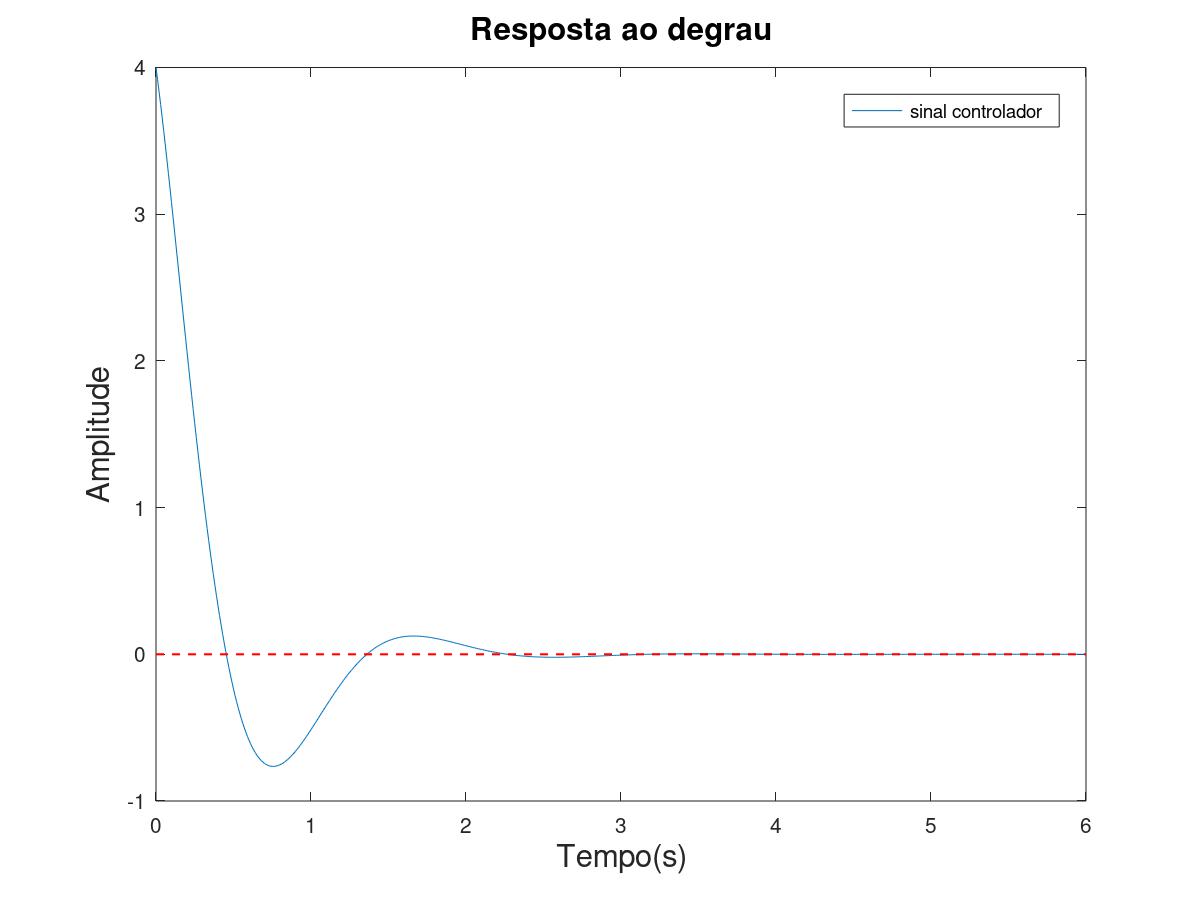 Resposta ao degrau
4
sinal controlador
3
2
1
0
-1
Amplitude
0 1 2 3 4 5 6
Tempo(s)